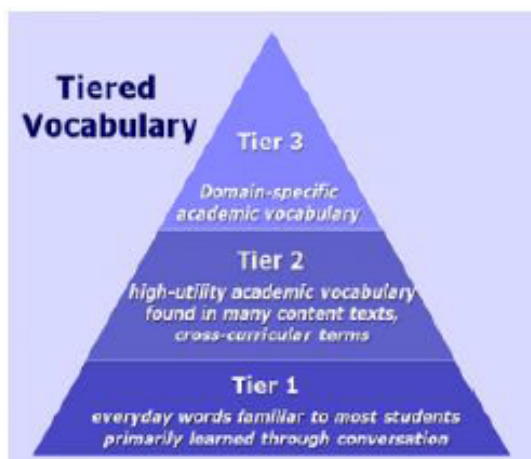 Tiered
Vocabulary
Tier 3
Domain-specific
academic vocabulary
Tier 2
high-utility academic vocabulary
found in many content texts,
cross-curricular terms
Tier 1
everyday words familiar to most students
primarily learned through conversation